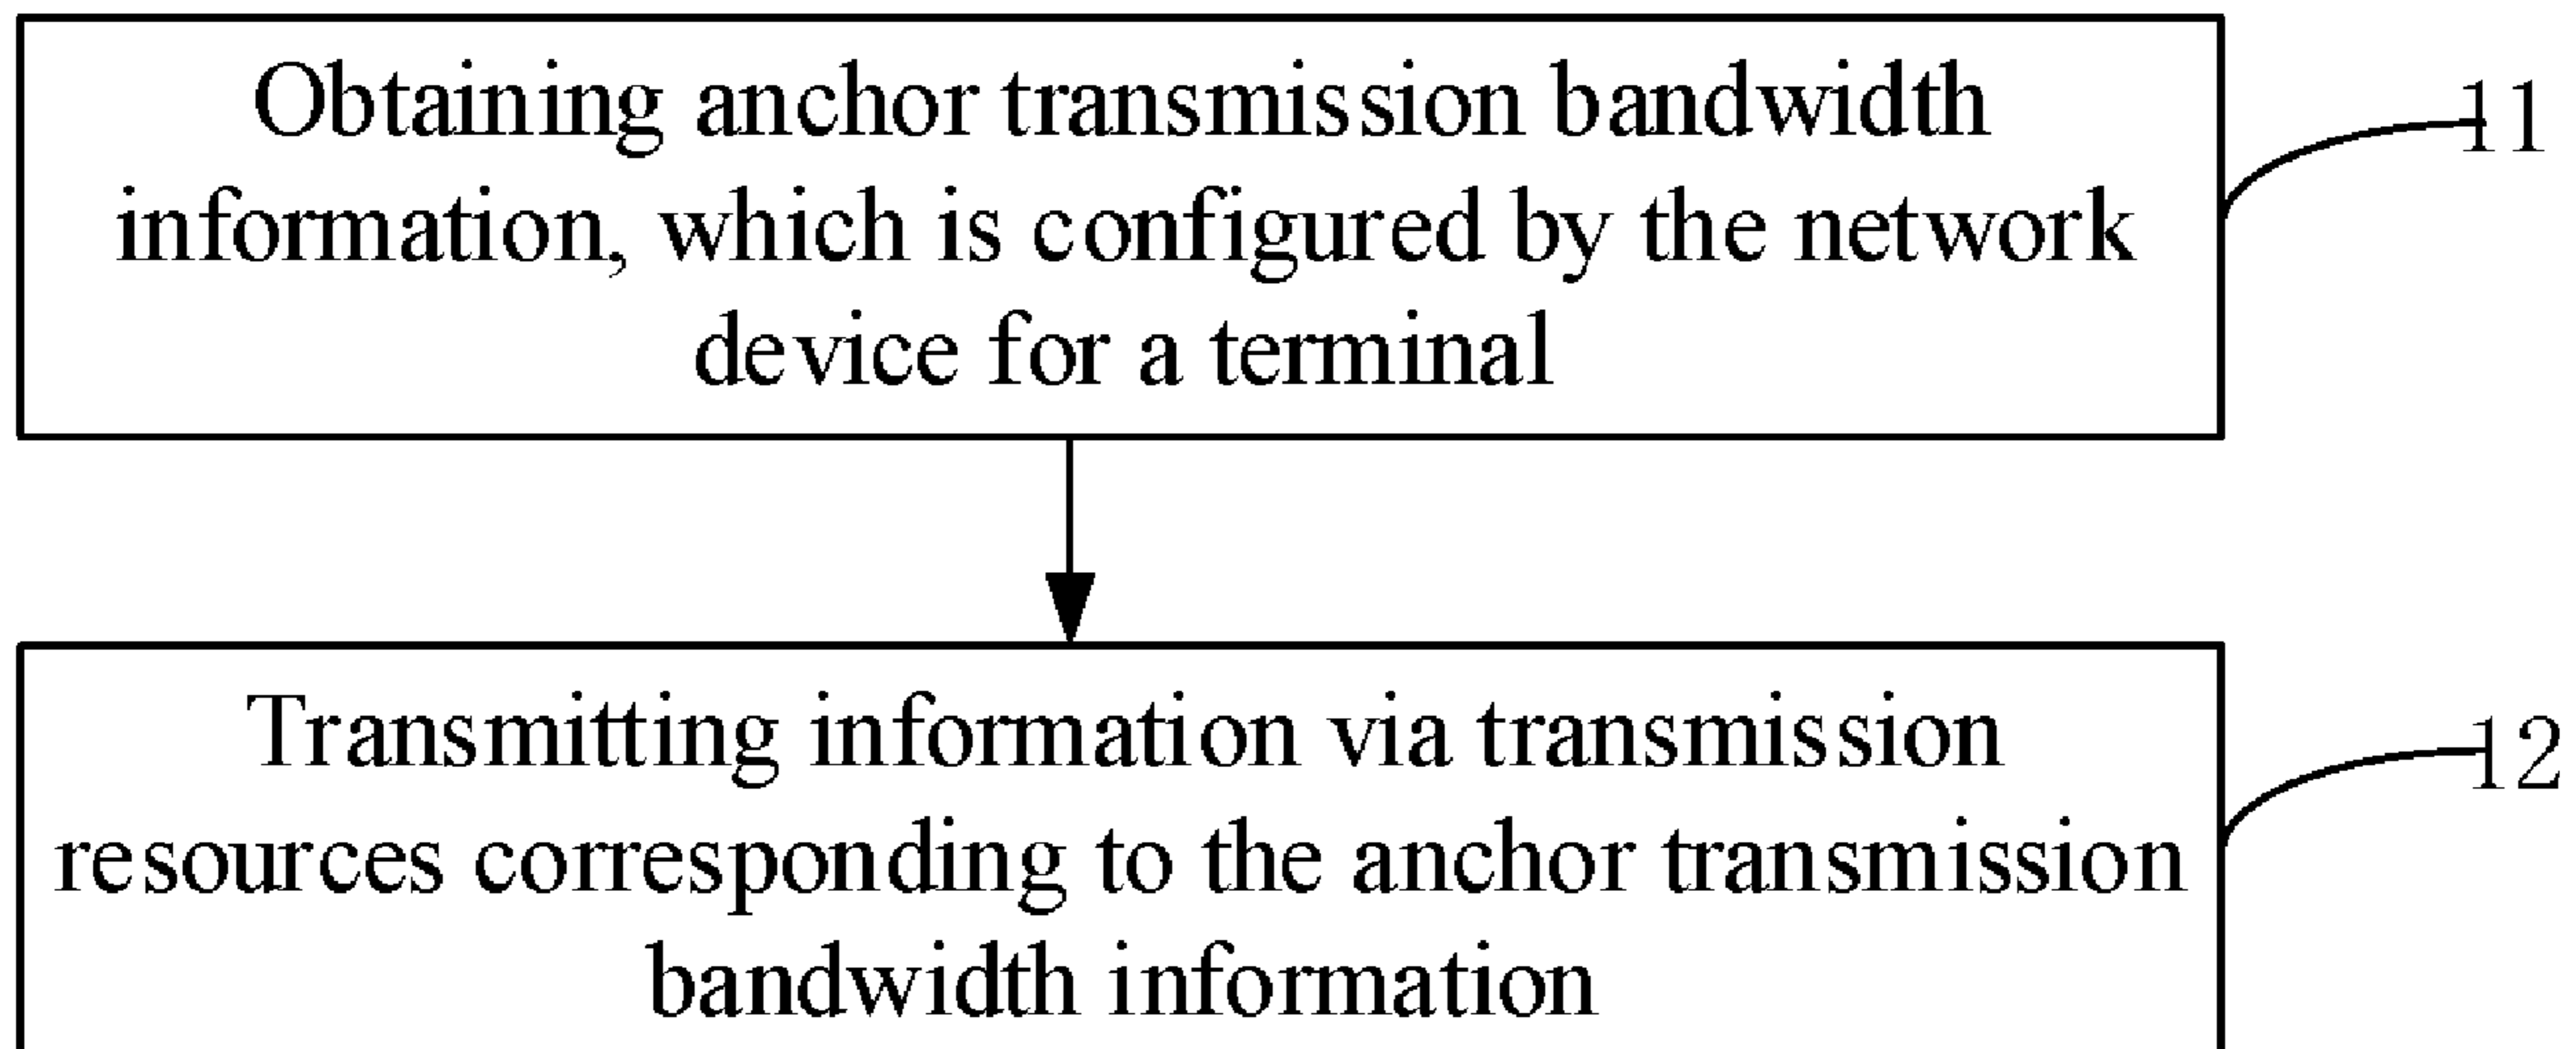 Obtaining anchor transmission bandwidth
information, which is configured by the network
device for a terminal
11
Transmitting information via transmission
resources corresponding to the anchor transmission
bandwidth information
12